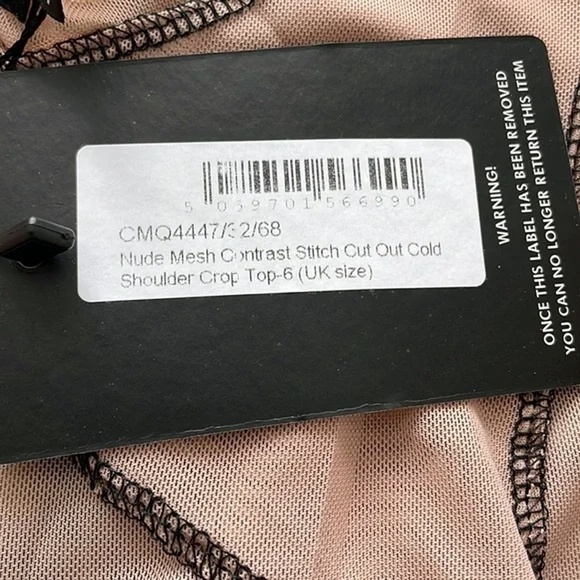 5 059701 566990
CMQ4447/32/68
Nude Mesh Contrast Stitch Cut Out Cold
Shoulder Crop Top-6 (UK size)
WARNING!
ONCE THIS LABEL HAS BEEN REMOVED
YOU CAN NO LONGER RETURN THIS ITEM